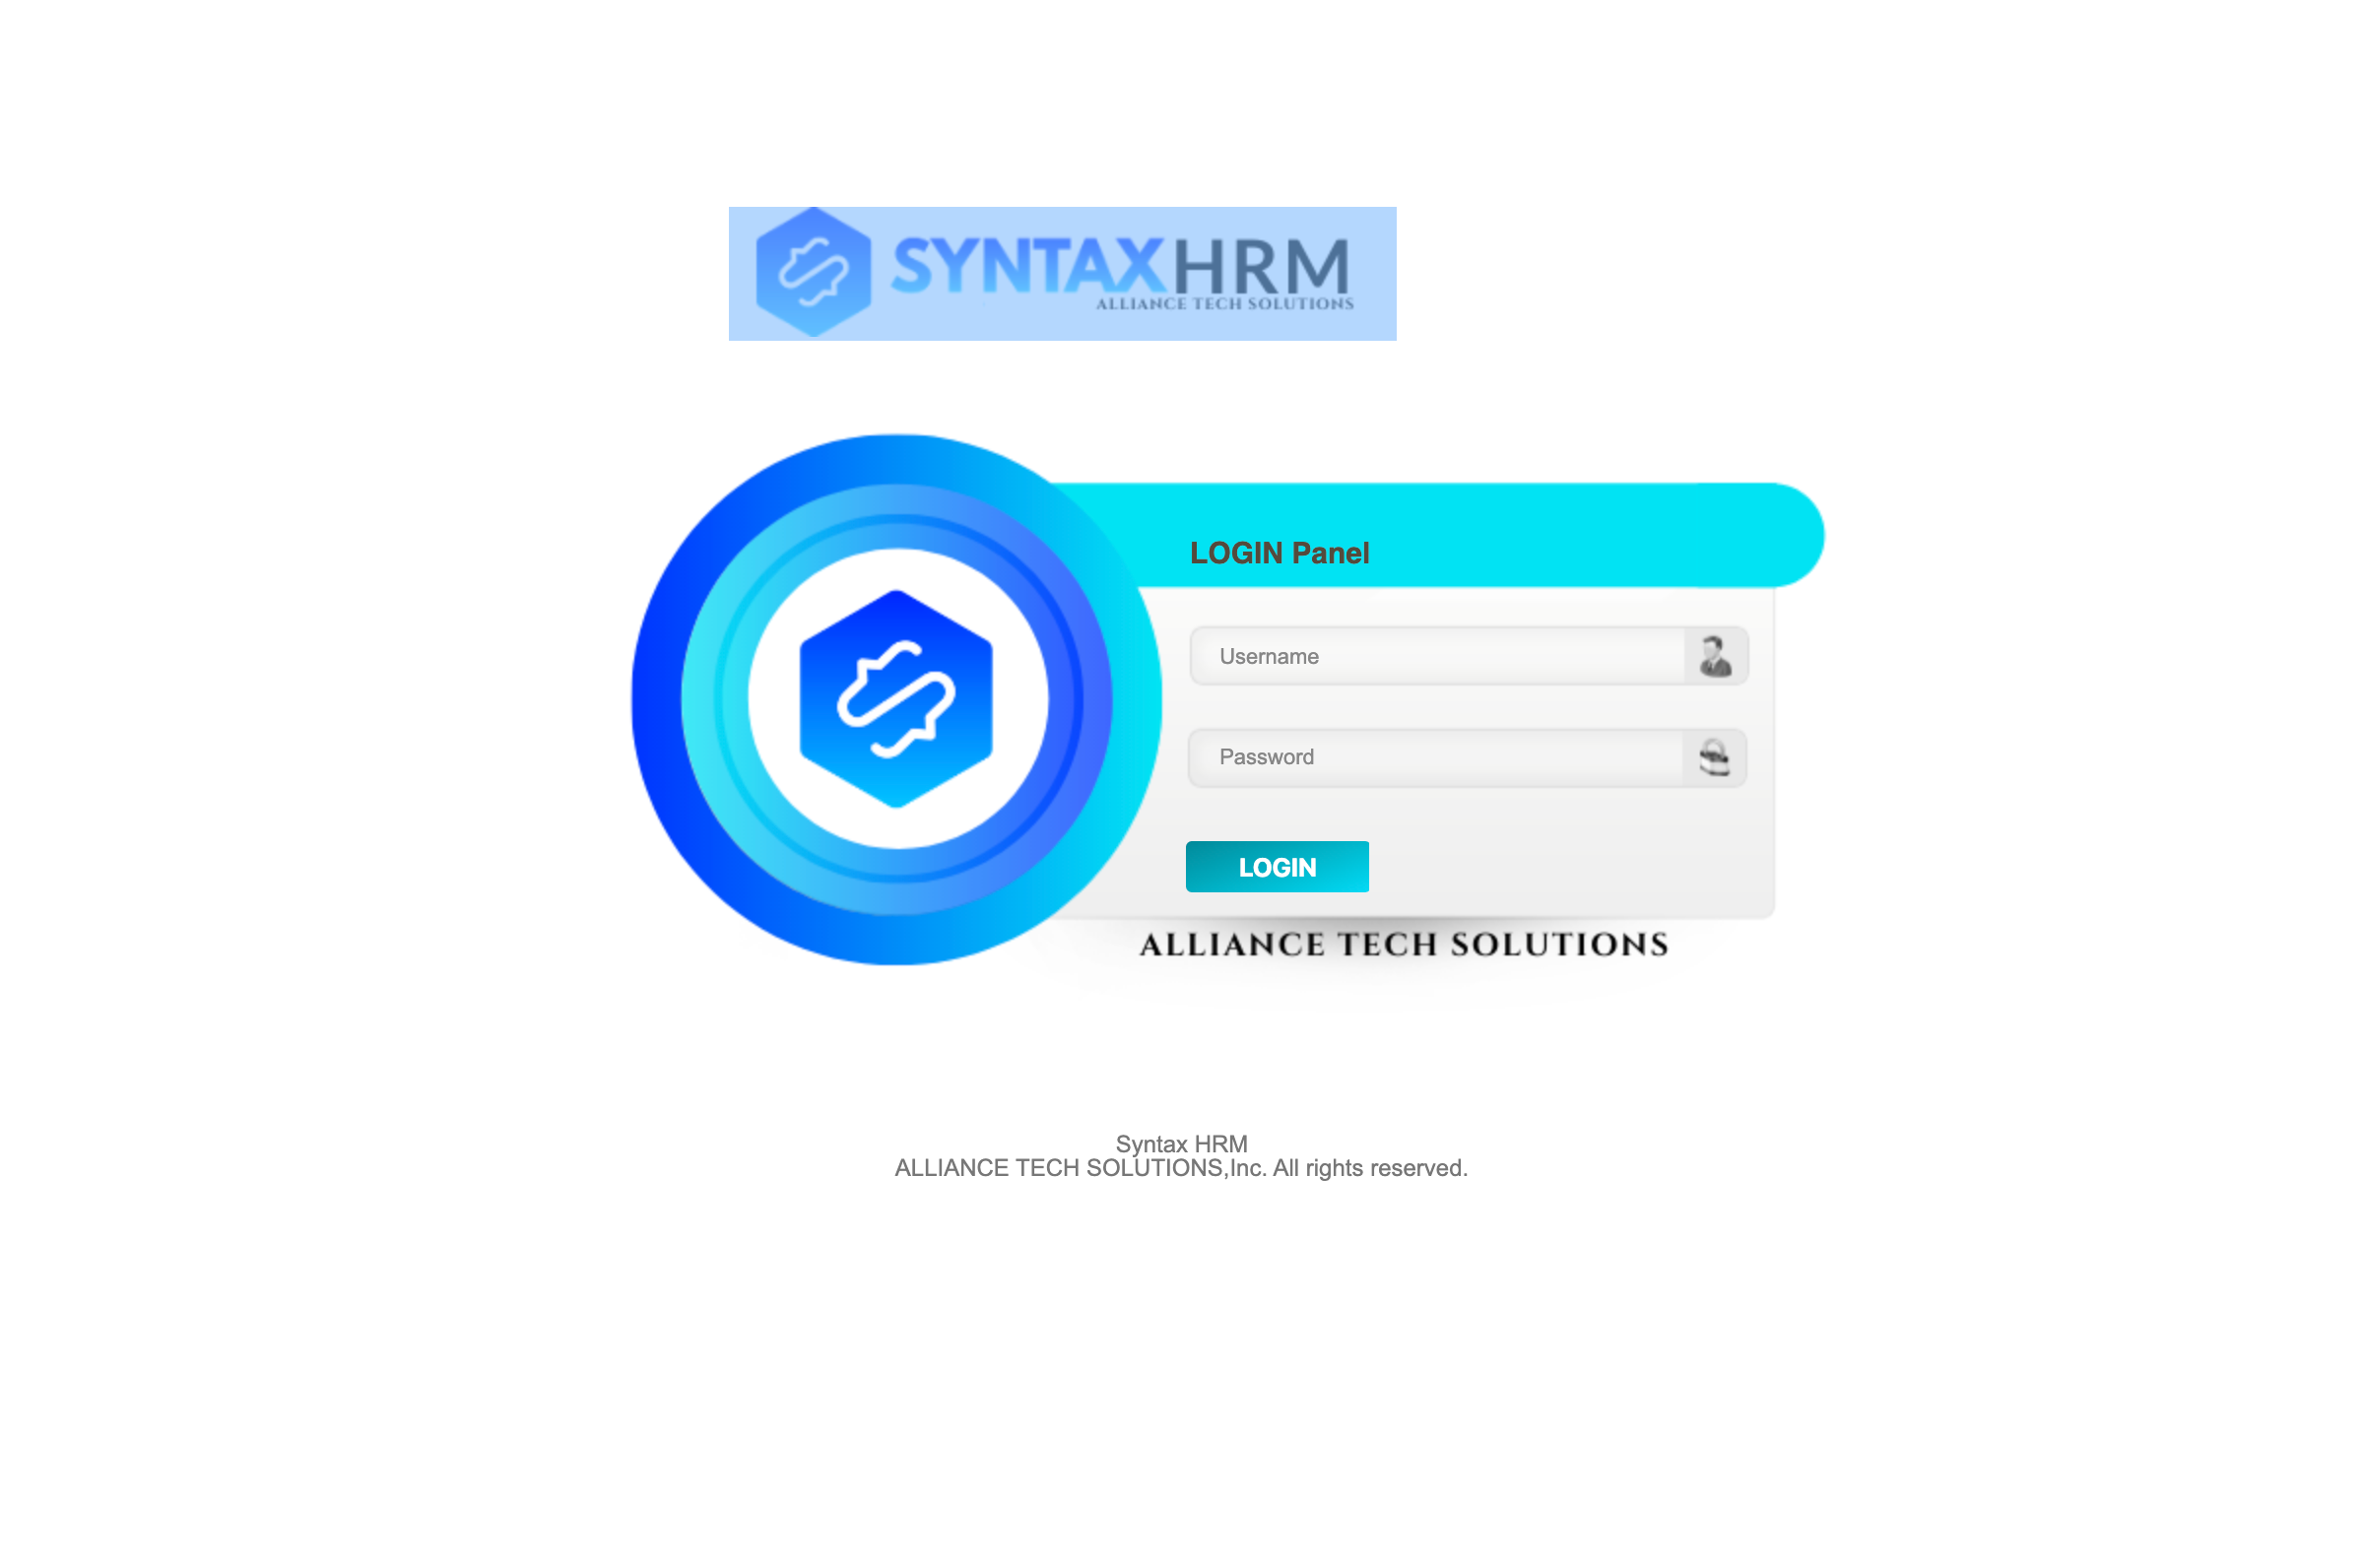 SYNTAXHRM
ALLIANCE TECH SOLUTIONS
LOGIN Panel
Username
Password
LOGIN
ALLIANCE TECH SOLUTIONS
Syntax HRM
ALLIANCE TECH SOLUTIONS,Inc. All rights reserved.